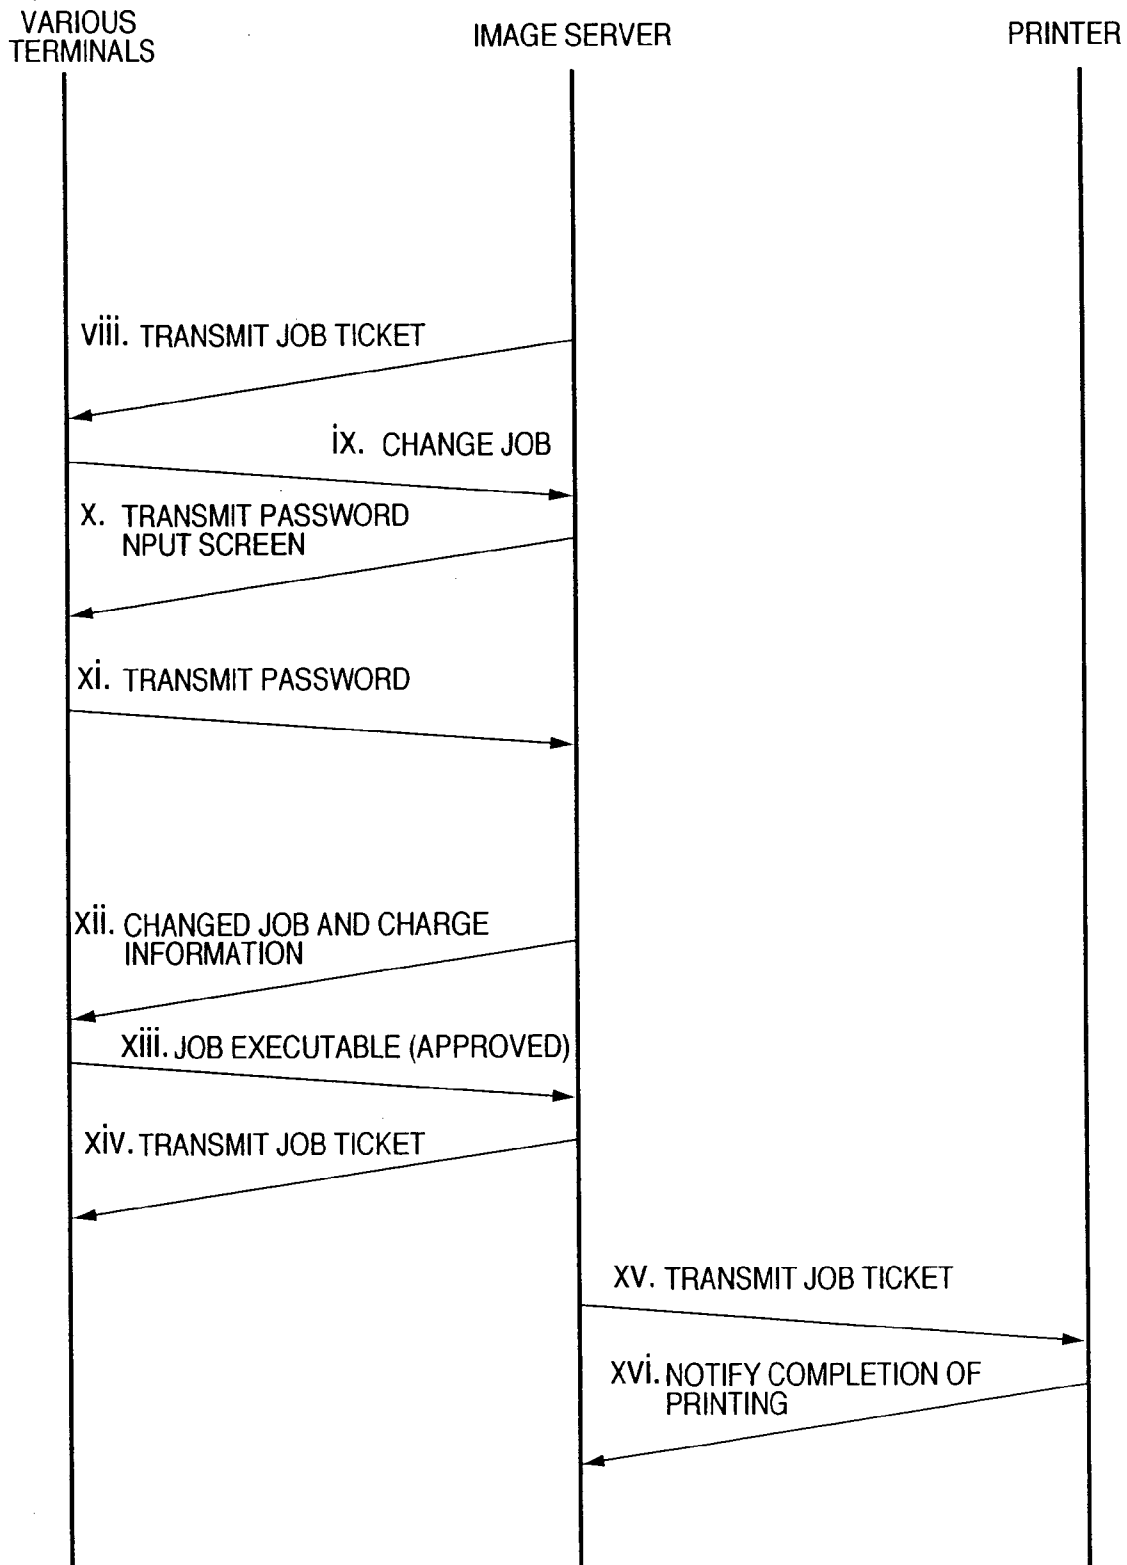 VARIOUS
TERMINALS
IMAGE SERVER
PRINTER
viii. TRANSMIT JOB TICKET
ix. CHANGE JOB
x. TRANSMIT PASSWORD
NPUT SCREEN
xi. TRANSMIT PASSWORD
xii. CHANGED JOB AND CHARGE
INFORMATION
xiii. JOB EXECUTABLE (APPROVED)
xiv. TRANSMIT JOB TICKET
xv. TRANSMIT JOB TICKET
xvi. NOTIFY COMPLETION OF
PRINTING